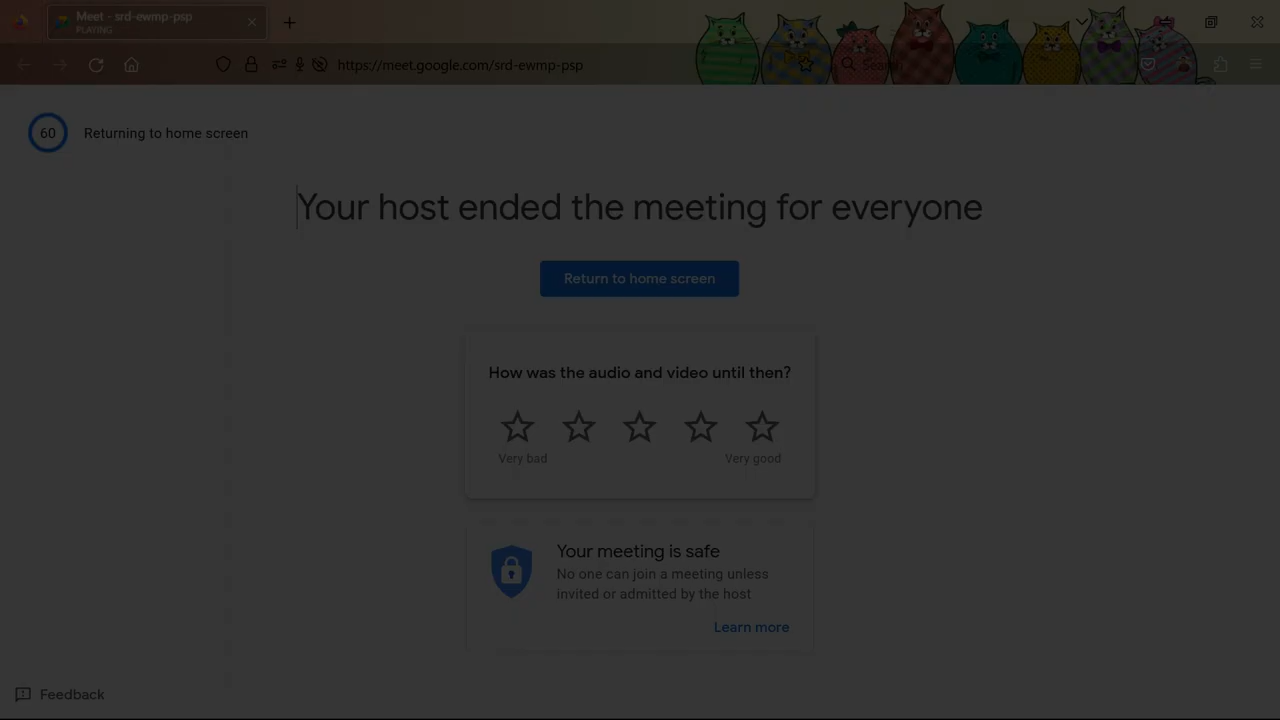 Meet - srd-ewmp-psp
PLAYING
https://meet.google.com/srd-ewmp-psp
Search
60
Returning to home screen
Your host ended the meeting for everyone
Return to home screen
How was the audio and video until then?
Very bad
Very good
Your meeting is safe
No one can join a meeting unless
invited or admitted by the host
Learn more
Feedback